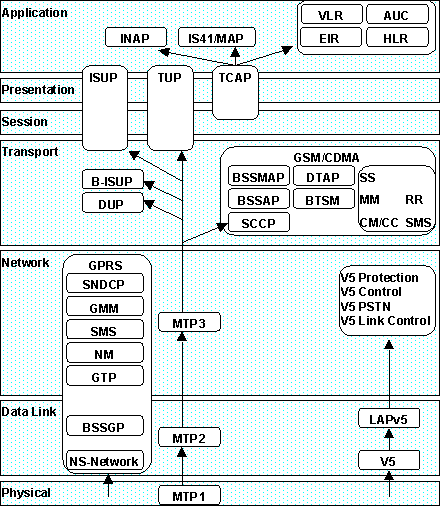 Application
VLR
AUC
INAP
IS41/MAP
EIR
HLR
Presentation
ISUP
TUP
TCAP
Session
Transport
GSM/CDMA
B-ISUP
BSSMAP
DTAP
SS
DUP
BSSAP
BTSM
MM
RR
SCCP
CM/CC
SMS
Network
GPRS
SNDCP
GMM
SMS
NM
GTP
MTP3
V5 Protection
V5 Control
V5 PSTN
V5 Link Control
Data Link
BSSGP
MTP2
LAPv5
NS-Network
V5
Physical
MTP1